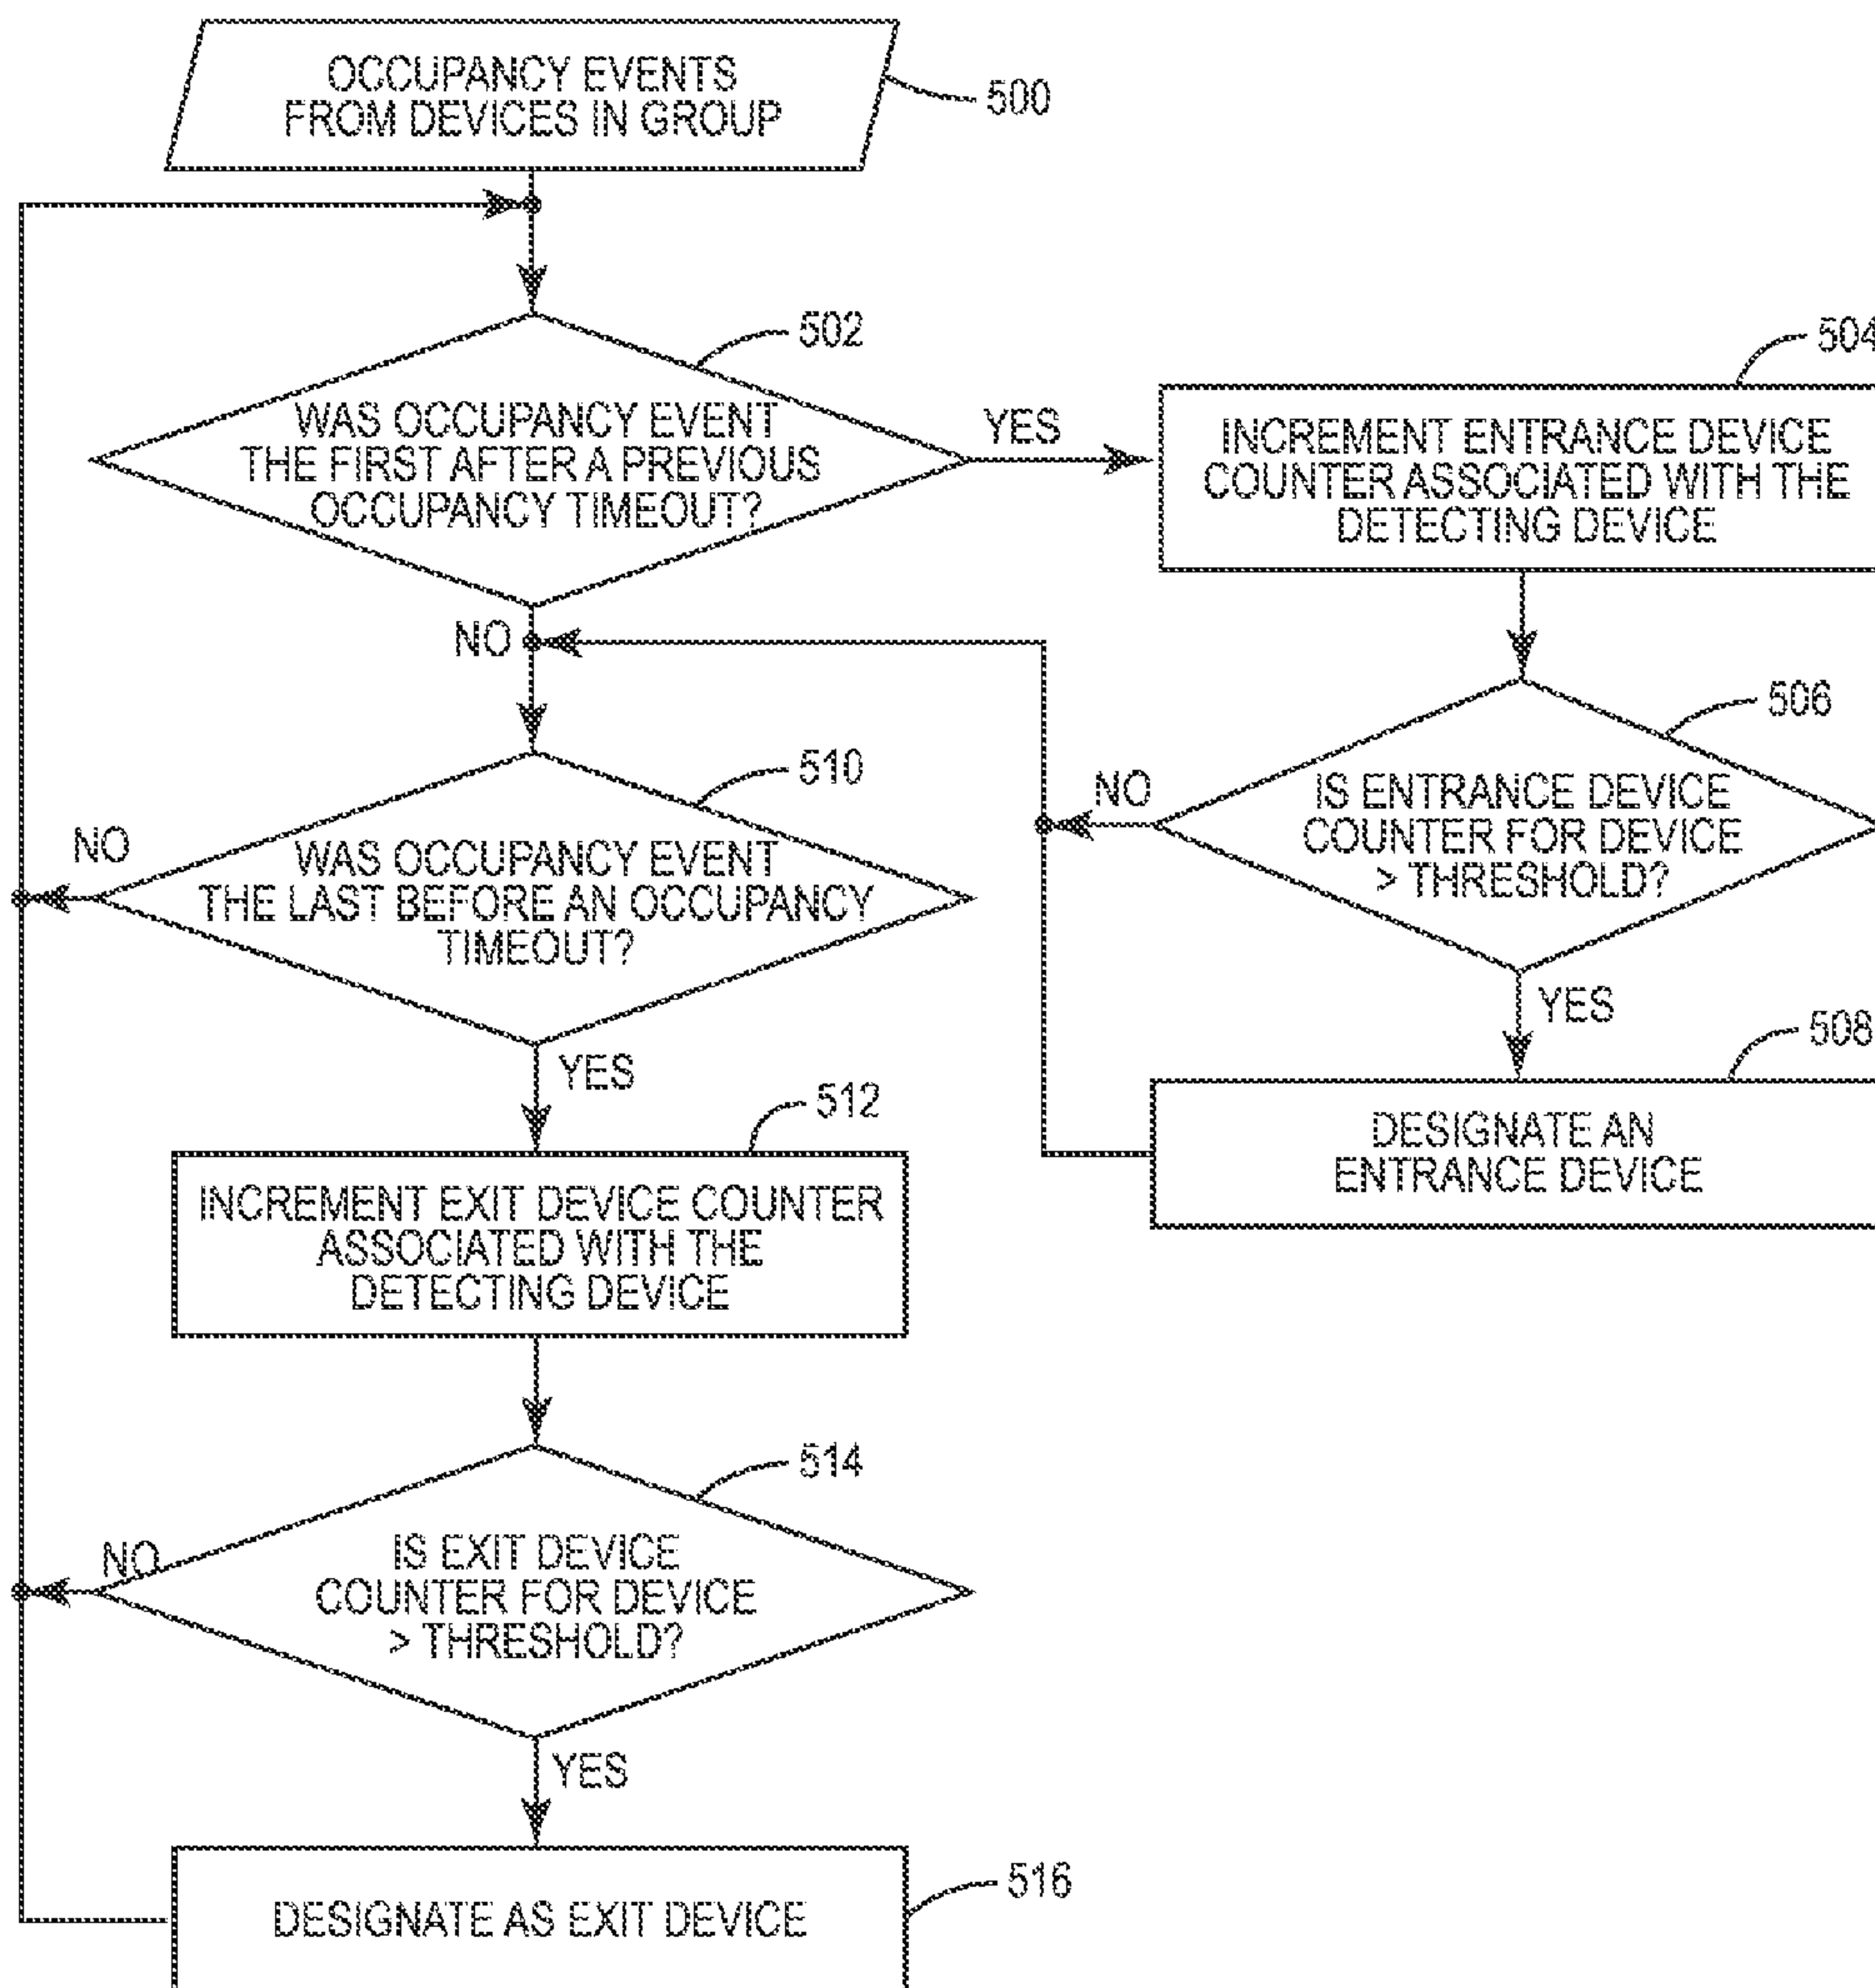 OCCUPANCY EVENTS
FROM DEVICES IN GROUP
500
502
WAS OCCUPANCY EVENT
THE FIRST AFTER A PREVIOUS
OCCUPANCY TIMEOUT?
YES
504
INCREMENT ENTRANCE DEVICE
COUNTER ASSOCIATED WITH THE
DETECTING DEVICE
NO
506
IS ENTRANCE DEVICE
COUNTER FOR DEVICE
> THRESHOLD?
NO
YES
508
DESIGNATE AN
ENTRANCE DEVICE
510
WAS OCCUPANCY EVENT
THE LAST BEFORE AN OCCUPANCY
TIMEOUT?
NO
YES
512
INCREMENT EXIT DEVICE COUNTER
ASSOCIATED WITH THE
DETECTING DEVICE
514
IS EXIT DEVICE
COUNTER FOR DEVICE
> THRESHOLD?
NO
YES
516
DESIGNATE AS EXIT DEVICE